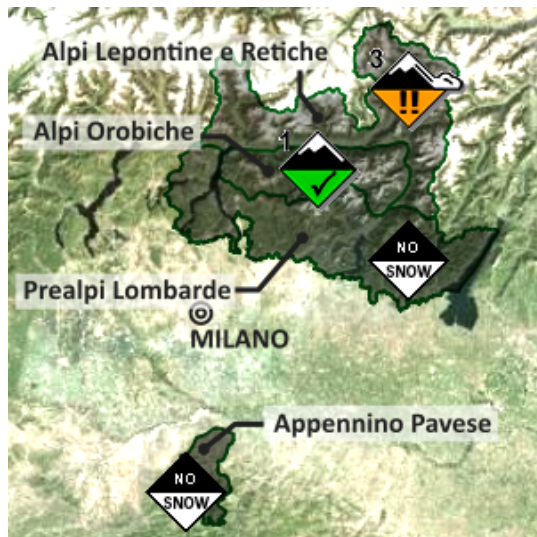 Alpi Lepontine e Retiche
3
!!
Alpi Orobiche
1
NO
SNOW
Prealpi Lombarde
MILANO
Appennino Pavese
NO
SNOW